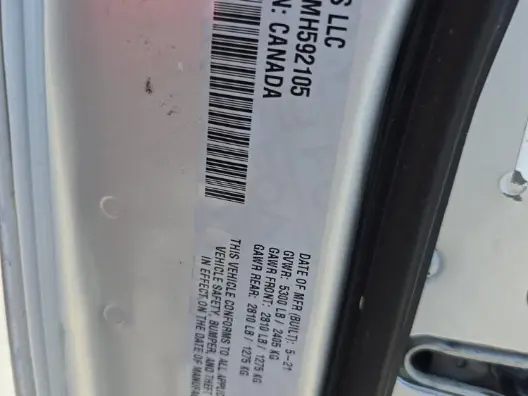 S LLC
MH592105
N: CANADA
DATE OF MFR (BUILT): 5-21
GVWR: 5300 LB / 2405 KG
GAWR FRONT: 2810 LB / 1275 KG
GAWR REAR: 2810 LB / 1275 KG
THIS VEHICLE CONFORMS TO ALL APPLIC
VEHICLE SAFETY, BUMPER, AND THEFT
IN EFFECT ON THE DATE OF MANUFA